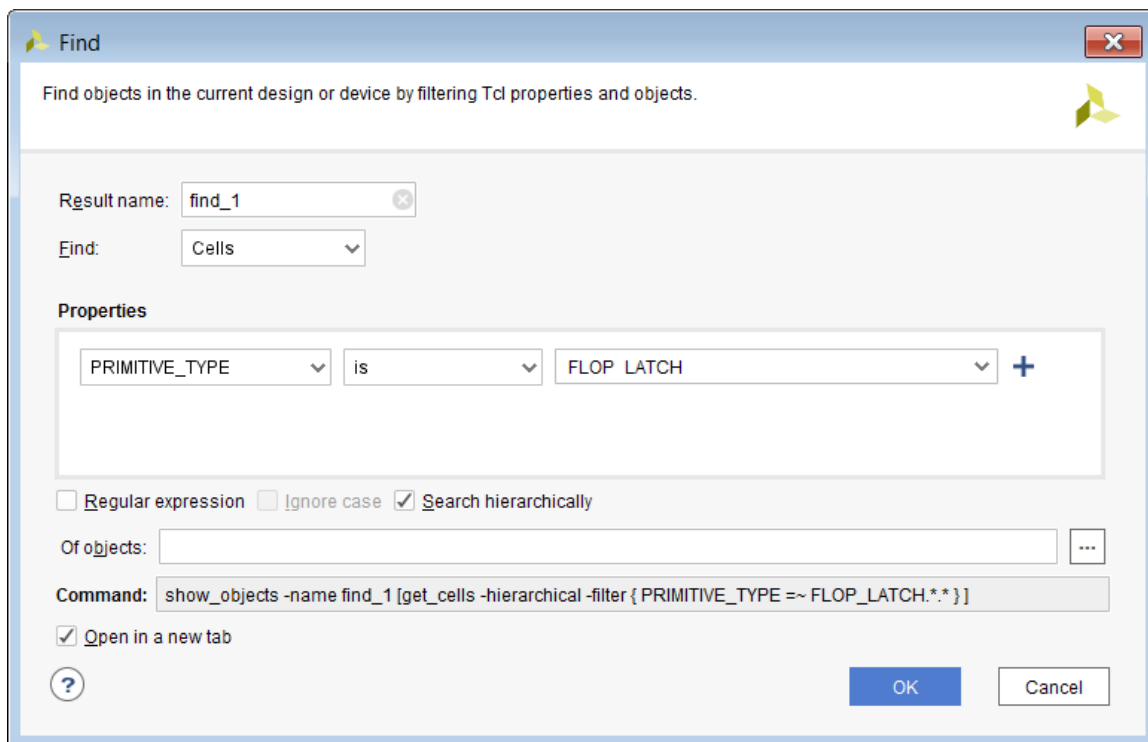 Find
Find objects in the current design or device by filtering Tcl properties and objects.
Result name: find_1
Find: Cells
Properties
PRIMITIVE_TYPE is FLOP_LATCH
Regular expression Ignore case Search hierarchically
Of objects: ...
Command: show_objects -name find_1 [get_cells -hierarchical -filter { PRIMITIVE_TYPE =~ FLOP_LATCH.*.* } ]
Open in a new tab
? OK Cancel